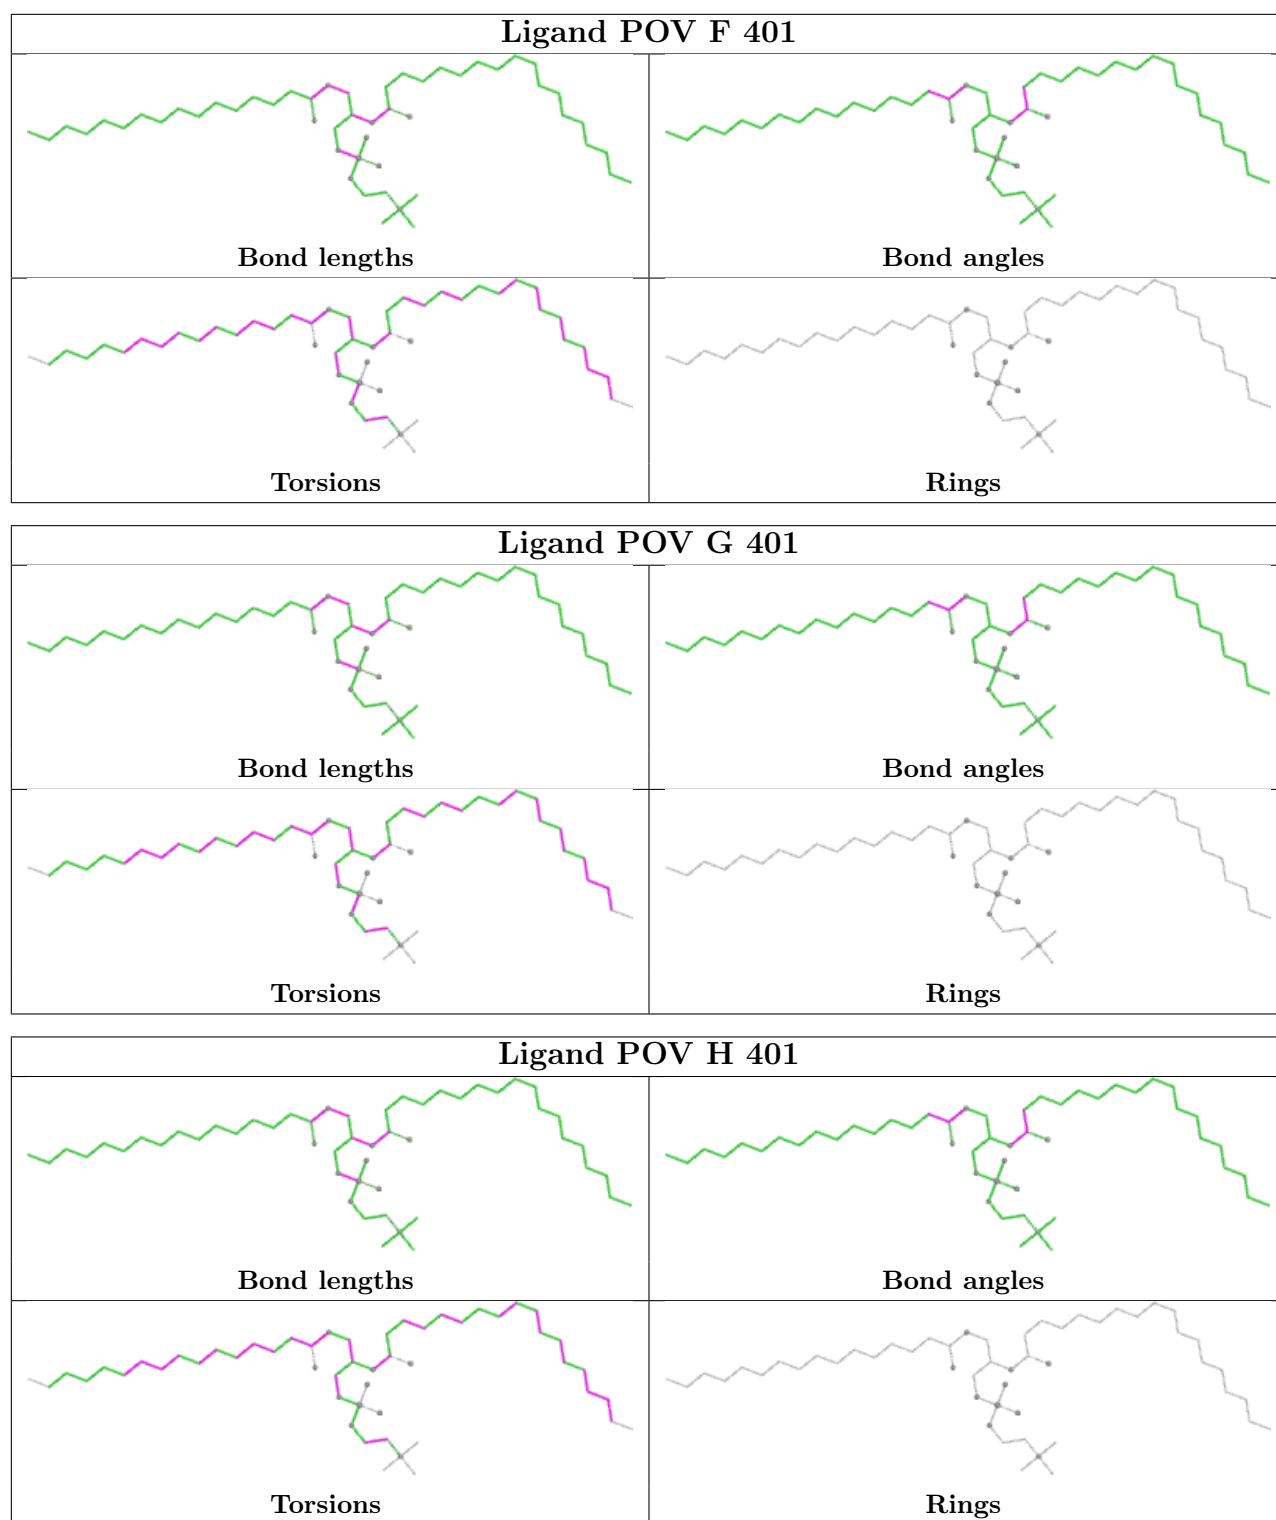 Ligand POV F 401
Bond lengths
Bond angles
Torsions
Rings
Ligand POV G 401
Bond lengths
Bond angles
Torsions
Rings
Ligand POV H 401
Bond lengths
Bond angles
Torsions
Rings